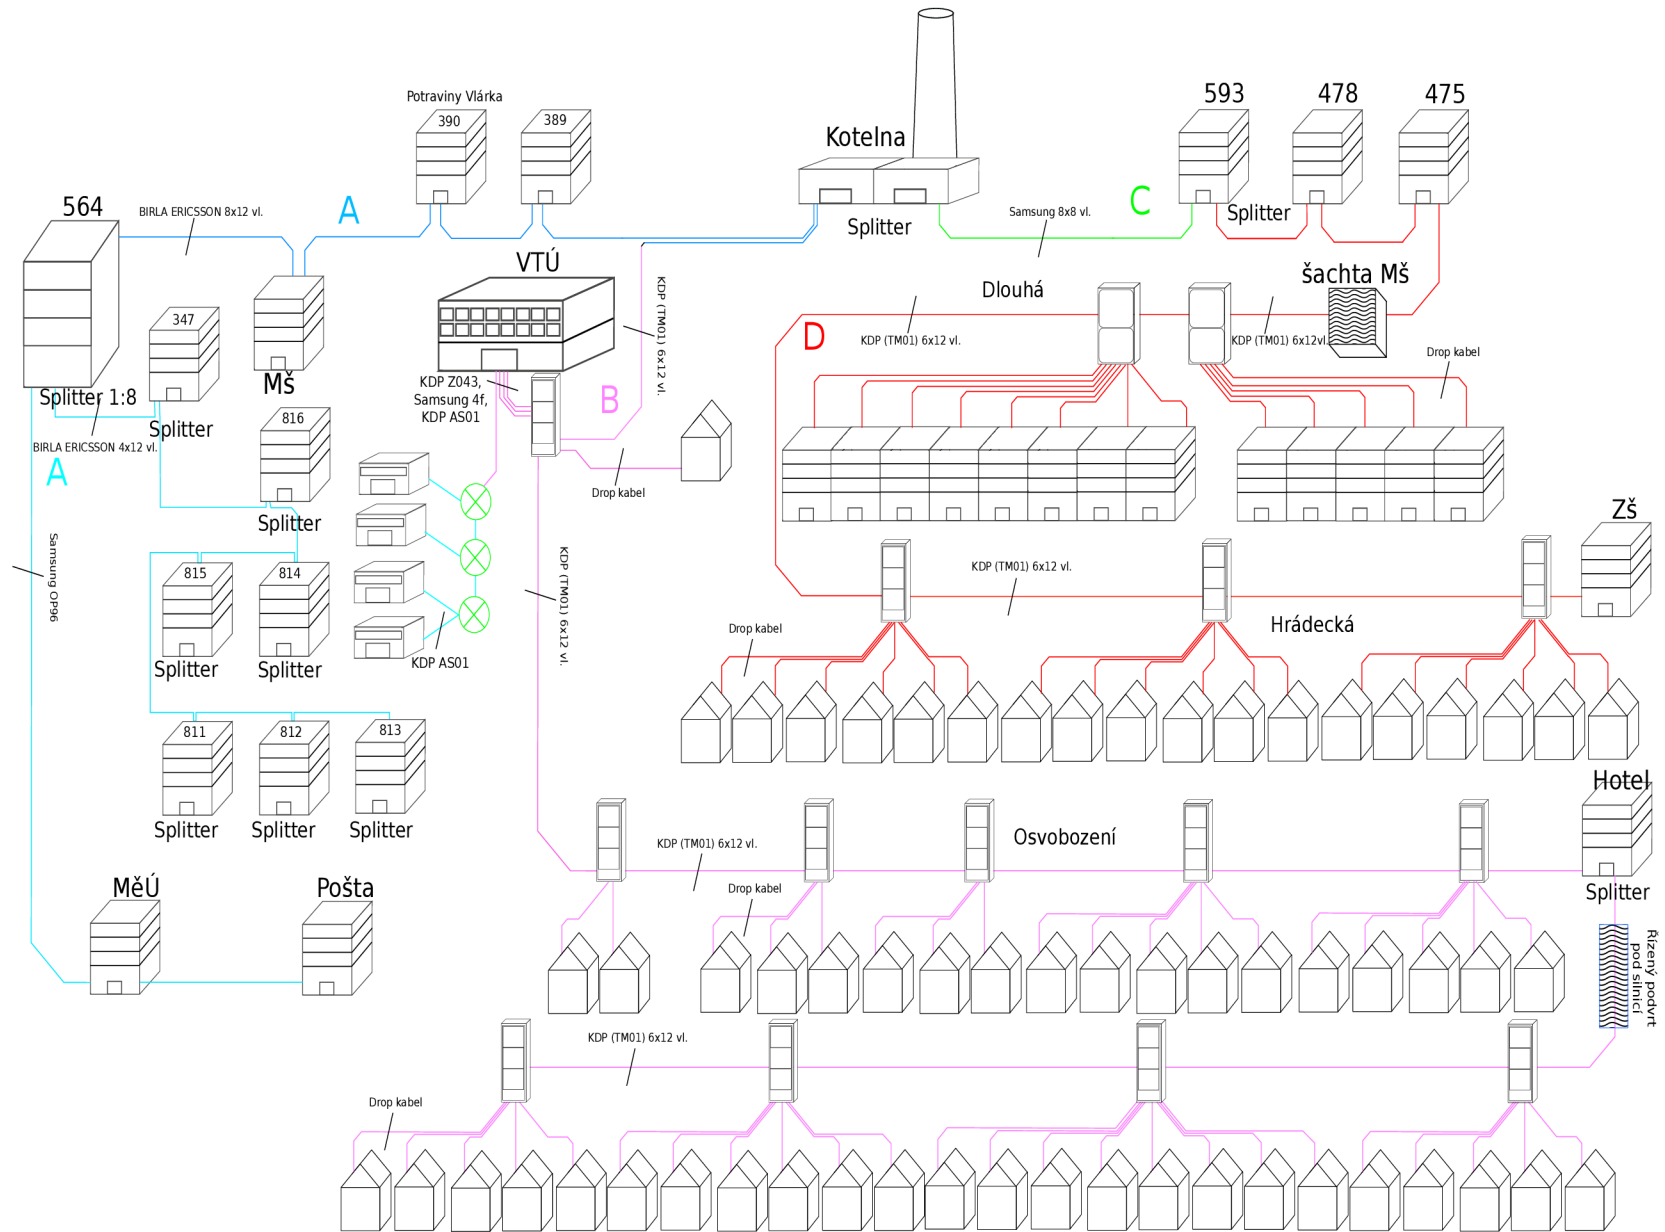 Potraviny Vlárka
390
389
Kotelna
Splitter
593
478
475
Splitter
C
Samsung 8x8 vl.
564
BIRLA ERICSSON 8x12 vl.
A
347
Mš
Splitter 1:8
Splitter
BIRLA ERICSSON 4x12 vl.
A
816
Splitter
VTÚ
KDP (TM01) 6x12 vl.
KDP Z043,
Samsung 4f,
KDP AS01
B
Drop kabel
Dlouhá
šachta Mš
D
KDP (TM01) 6x12 vl.
KDP (TM01) 6x12vl.
Drop kabel
Samsung OP96
815
814
Splitter
Splitter
KDP AS01
KDP (TM01) 6x12 vl.
Zš
KDP (TM01) 6x12 vl.
Hrádecká
Drop kabel
811
812
813
Splitter
Splitter
Splitter
Hotel
Splitter
KDP (TM01) 6x12 vl.
Osvobození
Drop kabel
MěÚ
Pošta
Řízený podvrt
pod silnicí
KDP (TM01) 6x12 vl.
Drop kabel